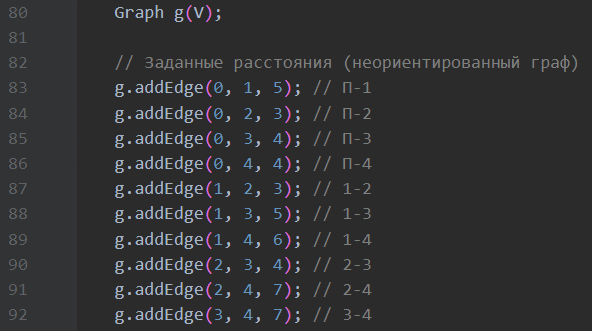 80 Graph g(V);
81
82 // Заданные расстояния (неориентированный граф)
83 g.addEdge(0, 1, 5); // П-1
84 g.addEdge(0, 2, 3); // П-2
85 g.addEdge(0, 3, 4); // П-3
86 g.addEdge(0, 4, 4); // П-4
87 g.addEdge(1, 2, 3); // 1-2
88 g.addEdge(1, 3, 5); // 1-3
89 g.addEdge(1, 4, 6); // 1-4
90 g.addEdge(2, 3, 4); // 2-3
91 g.addEdge(2, 4, 7); // 2-4
92 g.addEdge(3, 4, 7); // 3-4